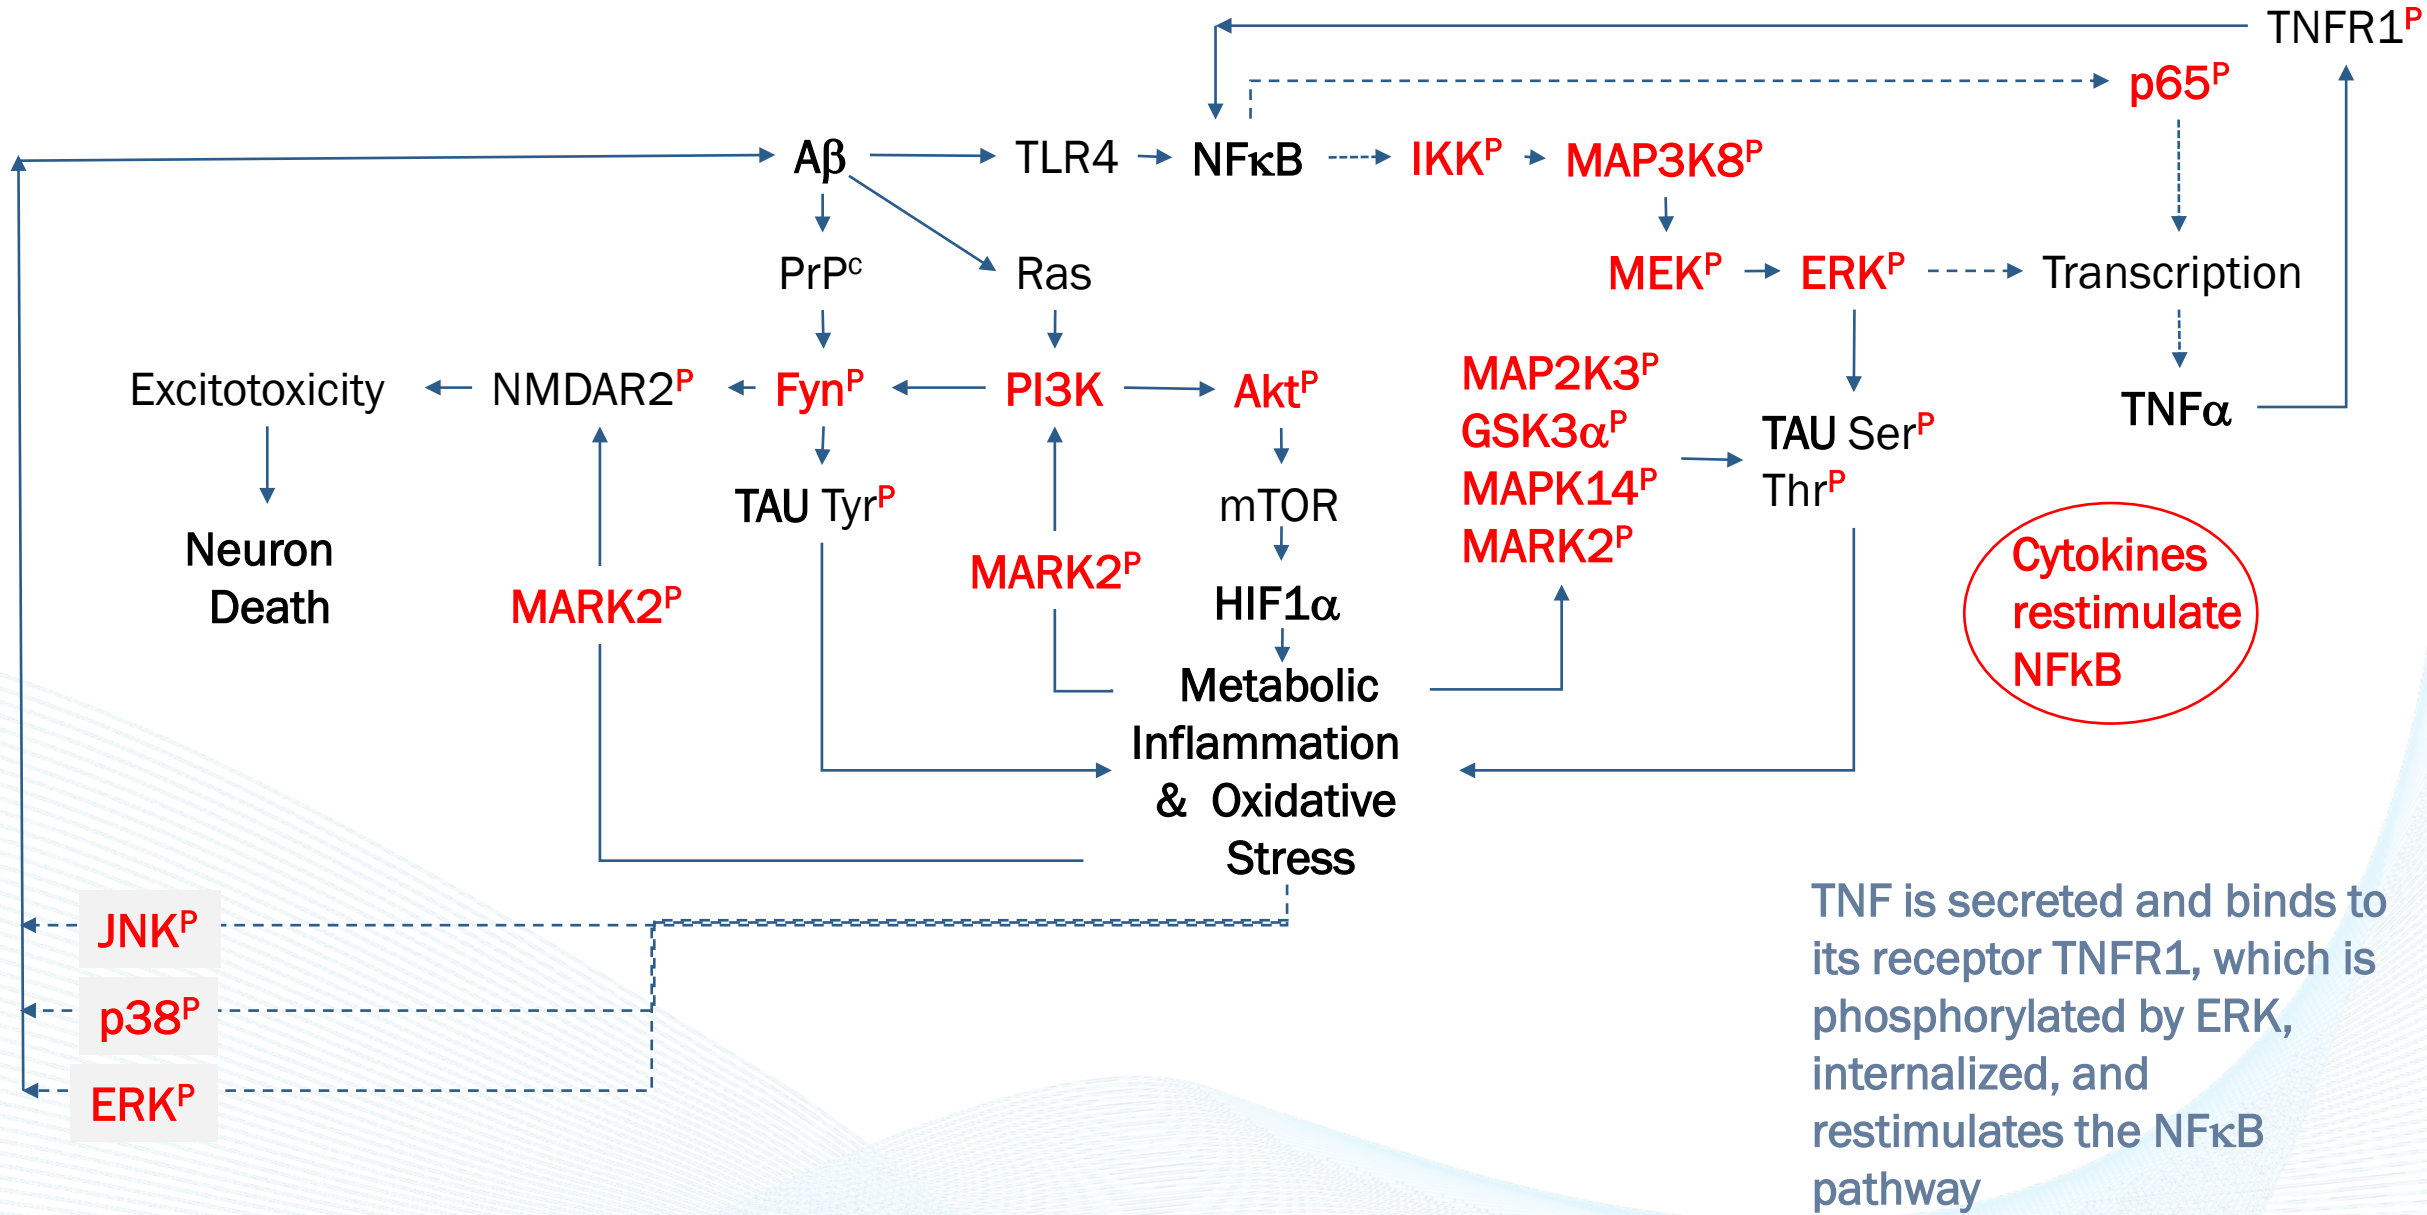 TNFR1ᴾ
p65ᴾ
Aβ
TLR4
NFκB
IKKᴾ
MAP3K8ᴾ
PrPᶜ
Ras
MEKᴾ
ERKᴾ
Transcription
Excitotoxicity
NMDAR2ᴾ
Fynᴾ
PI3K
Aktᴾ
MAP2K3ᴾ
GSK3αᴾ
MAPK14ᴾ
MARK2ᴾ
TAU Serᴾ
Thrᴾ
TNFα
TAU Tyrᴾ
mTOR
Neuron
Death
MARK2ᴾ
MARK2ᴾ
HIF1α
Cytokines
restimulate
NFkB
Metabolic
Inflammation
& Oxidative
Stress
JNKᴾ
p38ᴾ
ERKᴾ
TNF is secreted and binds to
its receptor TNFR1, which is
phosphorylated by ERK,
internalized, and
restimulates the NFκB
pathway